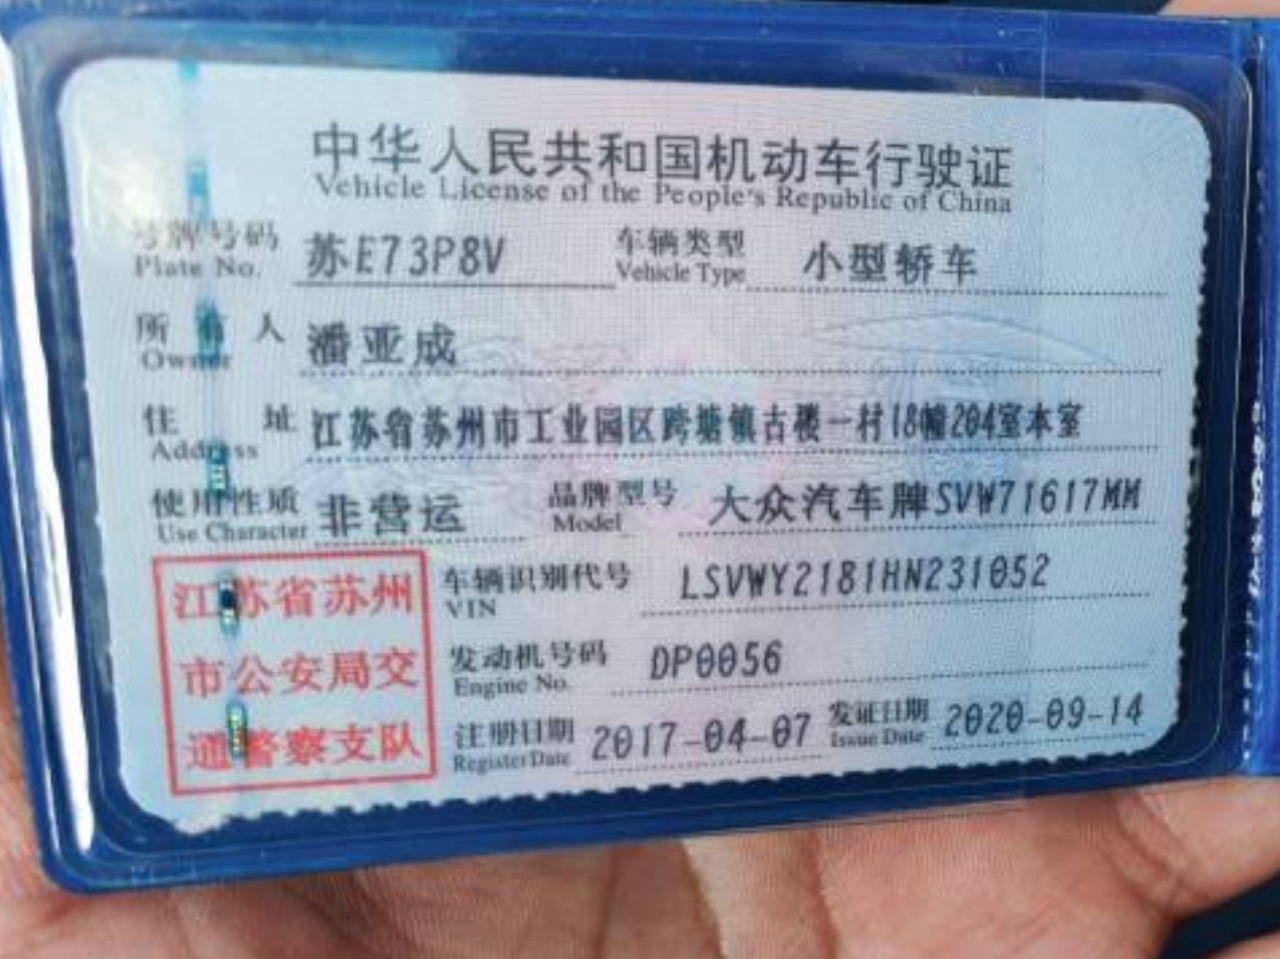 中华人民共和国机动车行驶证
Vehicle License of the People's Republic of China
号牌号码 苏E73P8V 车辆类型 小型轿车
Plate No. Vehicle Type
所有人 潘亚成
Owner
住址 江苏省苏州市工业园区跨塘镇古楼一村18幢204室本室
Address
使用性质 非营运 品牌型号 大众汽车牌SVW71617MM
Use Character Model
江苏省苏州
市公安局交
通警察支队
车辆识别代号 LSVWY2181HN231052
VIN
发动机号码 DP0056
Engine No.
注册日期 2017-04-07 发证日期 2020-09-14
Register Date Issue Date